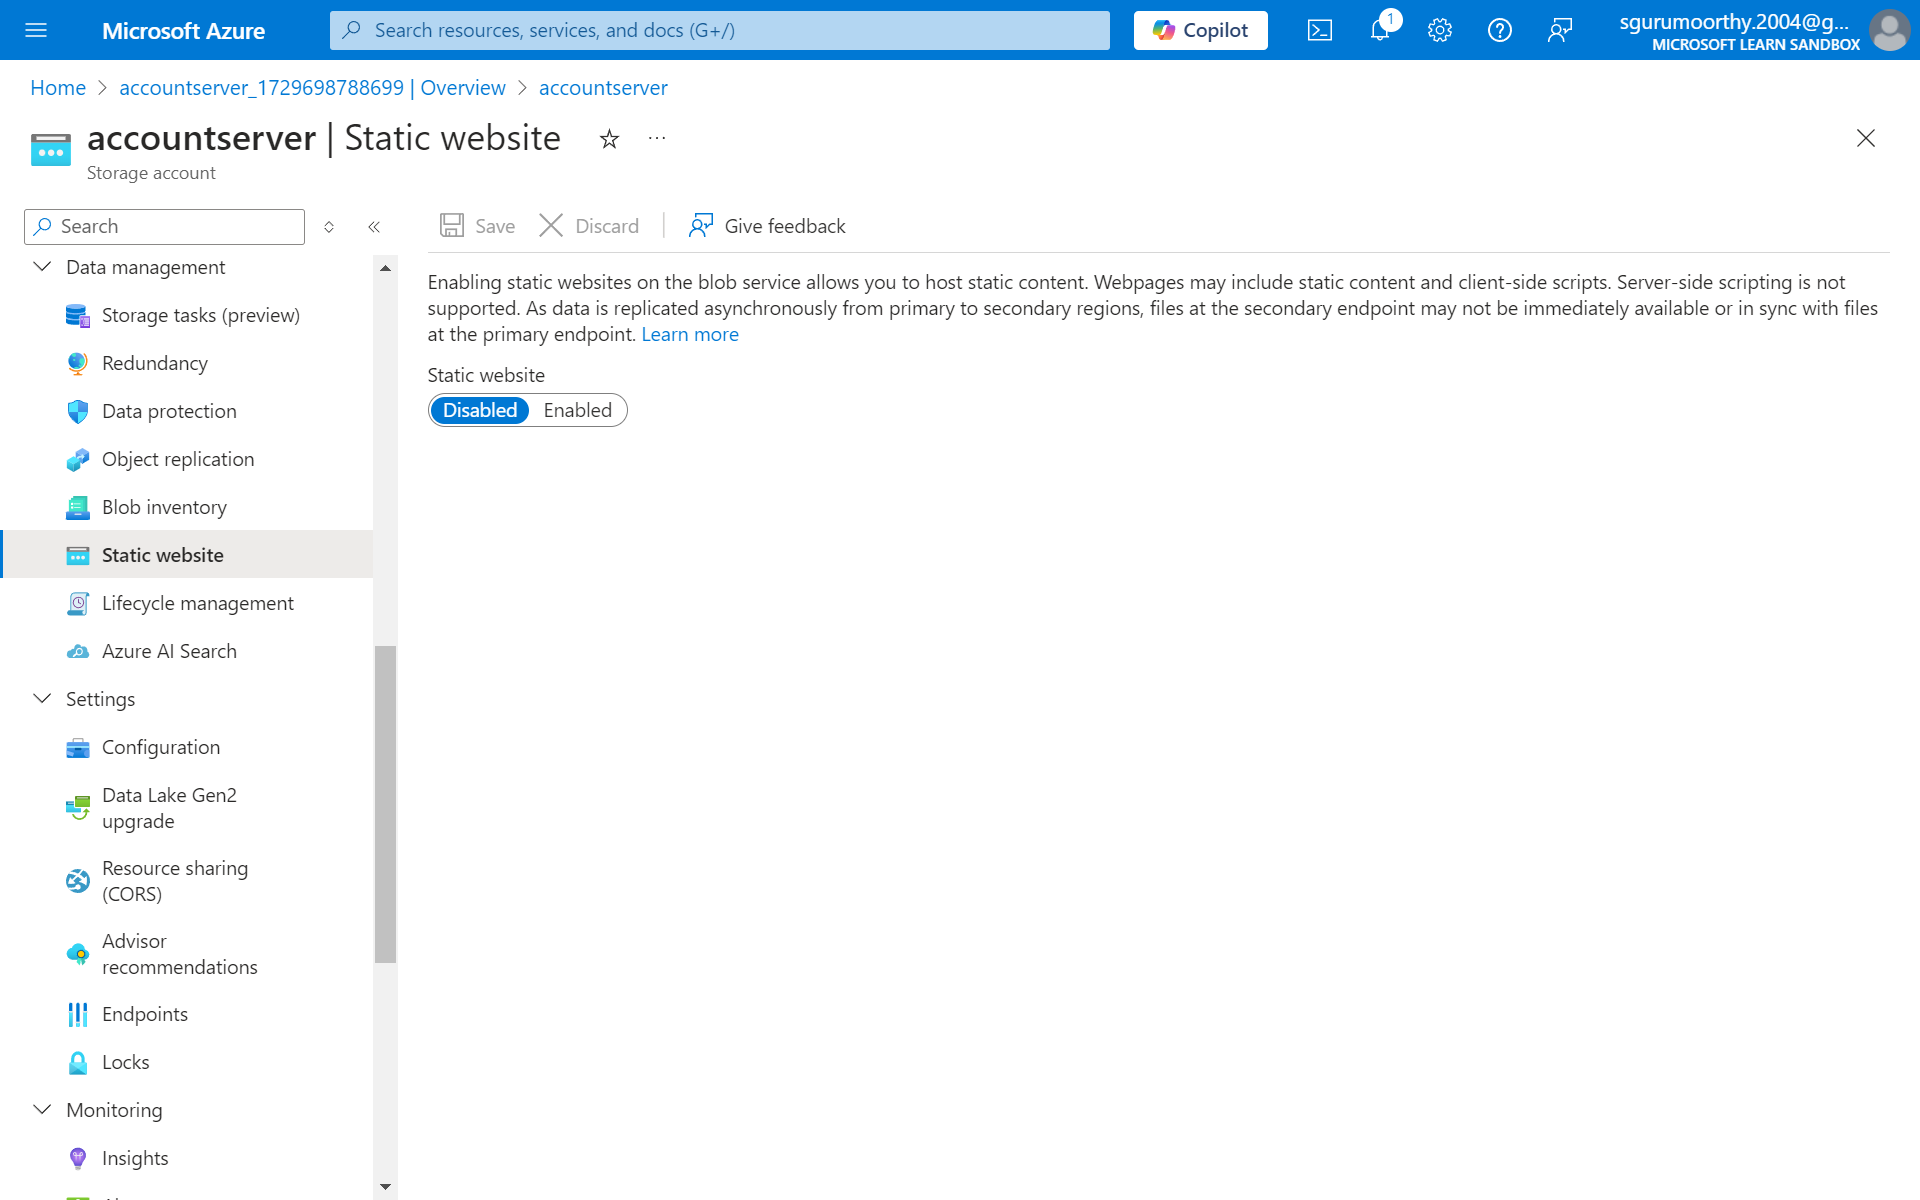 Microsoft Azure
Search resources, services, and docs (G+/)
Copilot
1
sgurumoorthy.2004@g...
MICROSOFT LEARN SANDBOX
Home > accountserver_1729698788699 | Overview > accountserver
accountserver | Static website
Storage account
Search
Save
Discard
Give feedback
Data management
Storage tasks (preview)
Redundancy
Data protection
Object replication
Blob inventory
Static website
Lifecycle management
Azure AI Search
Settings
Configuration
Data Lake Gen2
upgrade
Resource sharing
(CORS)
Advisor
recommendations
Endpoints
Locks
Monitoring
Insights
Enabling static websites on the blob service allows you to host static content. Webpages may include static content and client-side scripts. Server-side scripting is not
supported. As data is replicated asynchronously from primary to secondary regions, files at the secondary endpoint may not be immediately available or in sync with files
at the primary endpoint. Learn more
Static website
Disabled Enabled